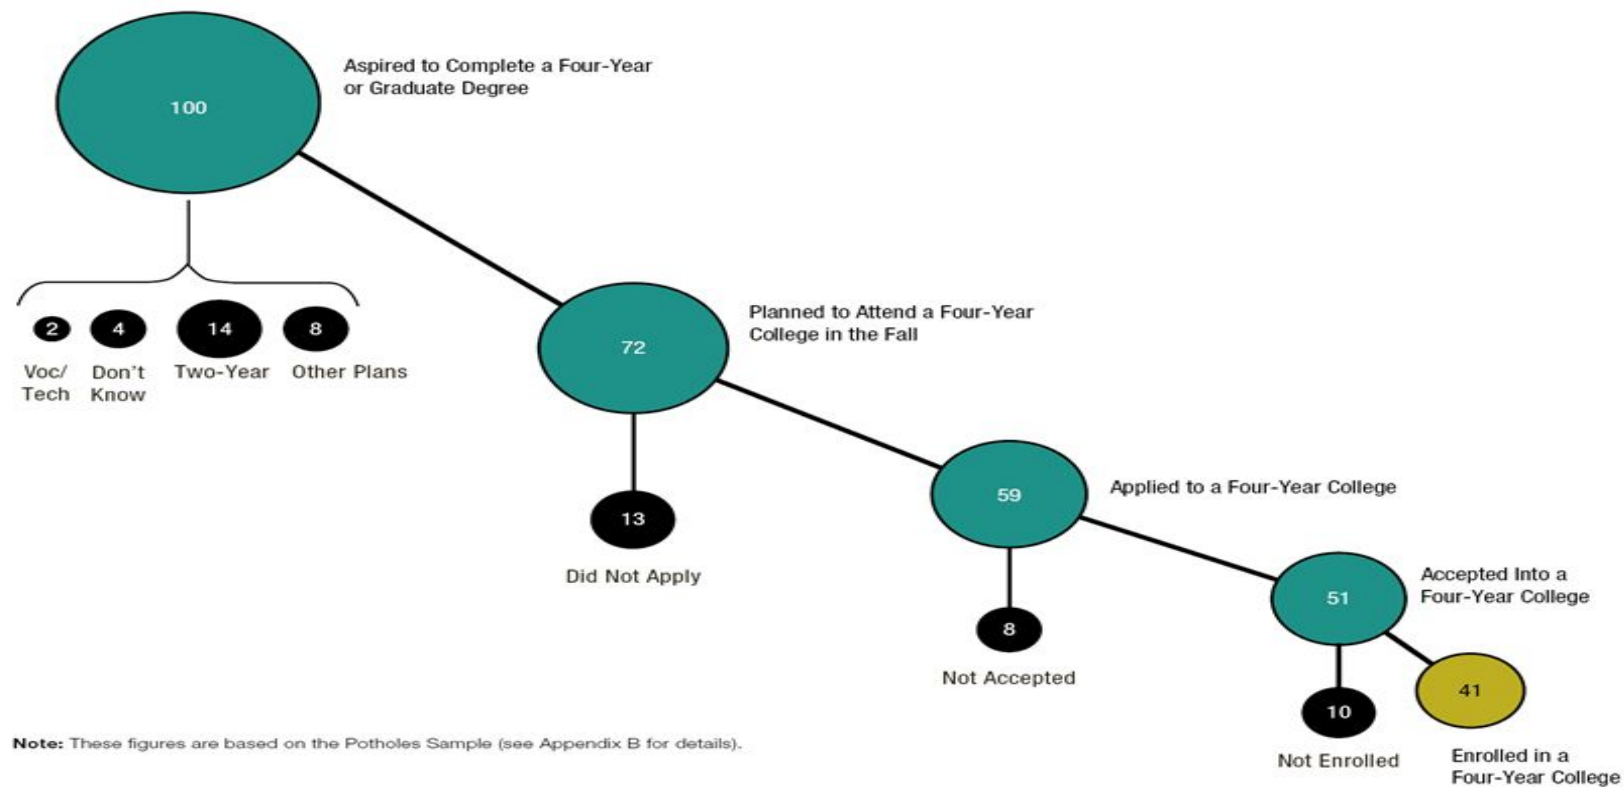 Aspired to Complete a Four-Year
or Graduate Degree
100
2
4
14
8
Voc/
Tech
Don't
Know
Two-Year
Other Plans
72
Planned to Attend a Four-Year
College in the Fall
13
Did Not Apply
59
Applied to a Four-Year College
8
Not Accepted
51
Accepted Into a
Four-Year College
10
Not Enrolled
41
Enrolled in a
Four-Year College
Note: These figures are based on the Potholes Sample (see Appendix B for details).